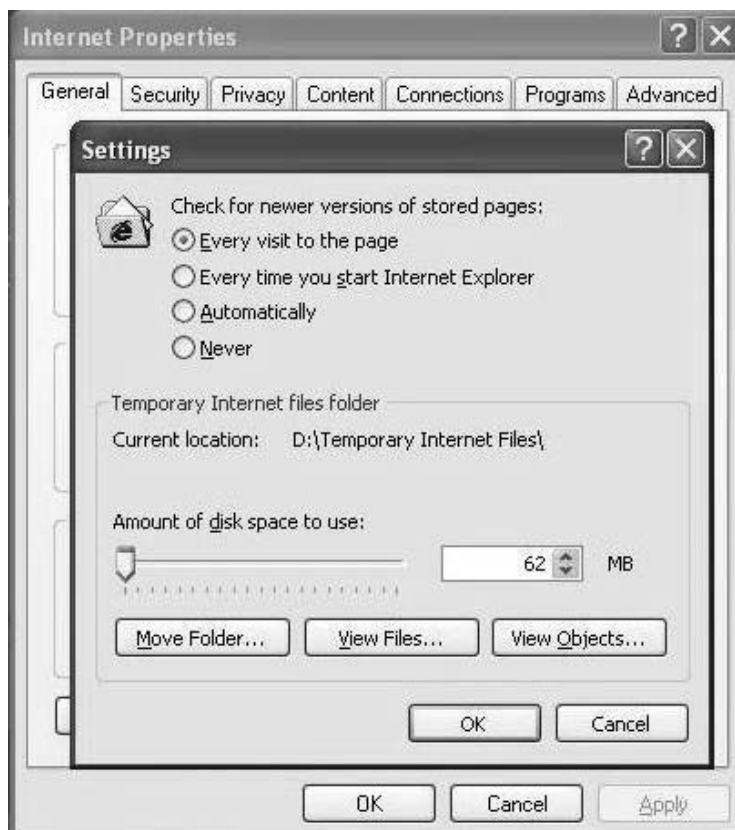 Internet Properties
General Security Privacy Content Connections Programs Advanced
Settings
Check for newer versions of stored pages:
Every visit to the page
Every time you start Internet Explorer
Automatically
Never
Temporary Internet files folder
Current location: D:\Temporary Internet Files\
Amount of disk space to use:
62 MB
Move Folder... View Files... View Objects...
OK Cancel
OK Cancel Apply